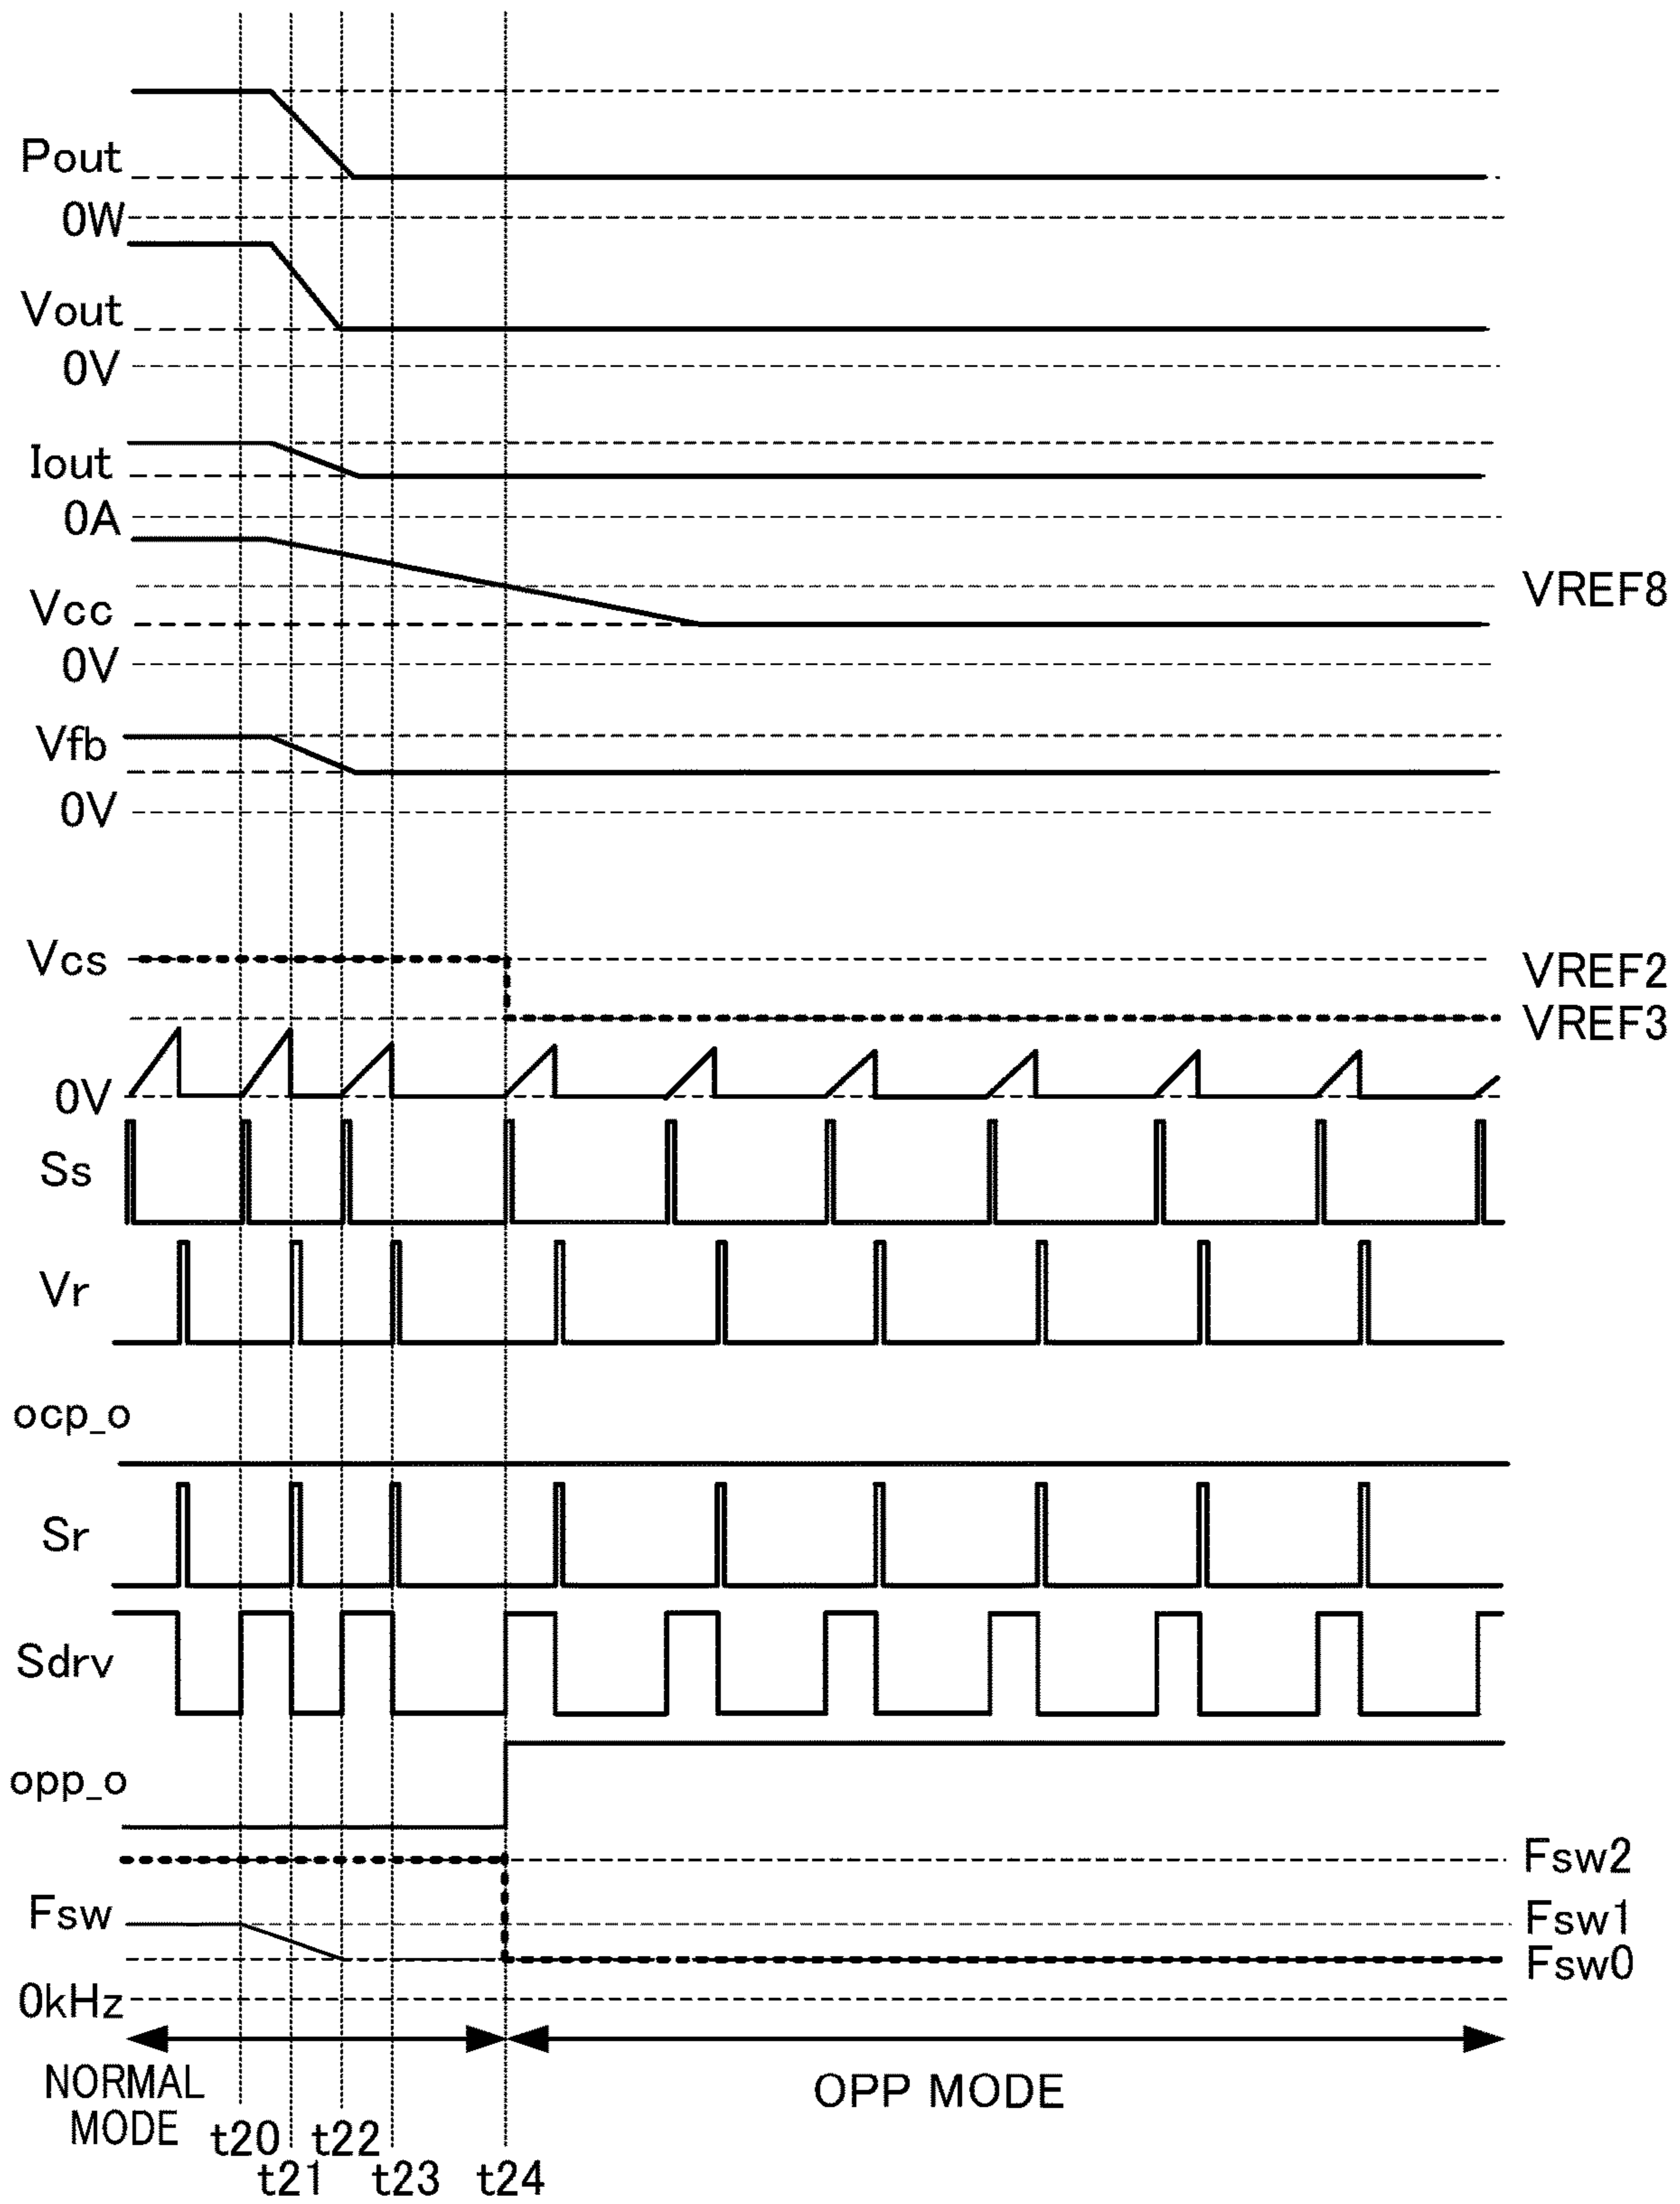 Pout
0W
Vout
0V
Iout
0A
VREF8
Vcc
0V
Vfb
0V
Vcs
VREF2
VREF3
0V
Ss
Vr
ocp_o
Sr
Sdrv
opp_o
Fsw2
Fsw
Fsw1
Fsw0
0kHz
NORMAL
MODE
OPP MODE
t20 t22
t21 t23 t24